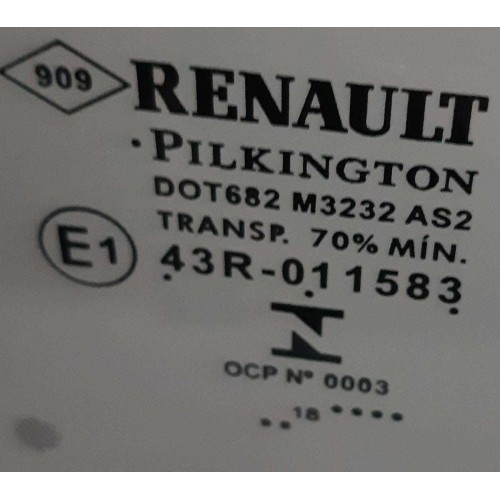 909
RENAULT
PILKINGTON
DOT682 M3232 AS2
TRANSP. 70% MÍN.
E1
43R-011583
OCP Nº 0003
..18....